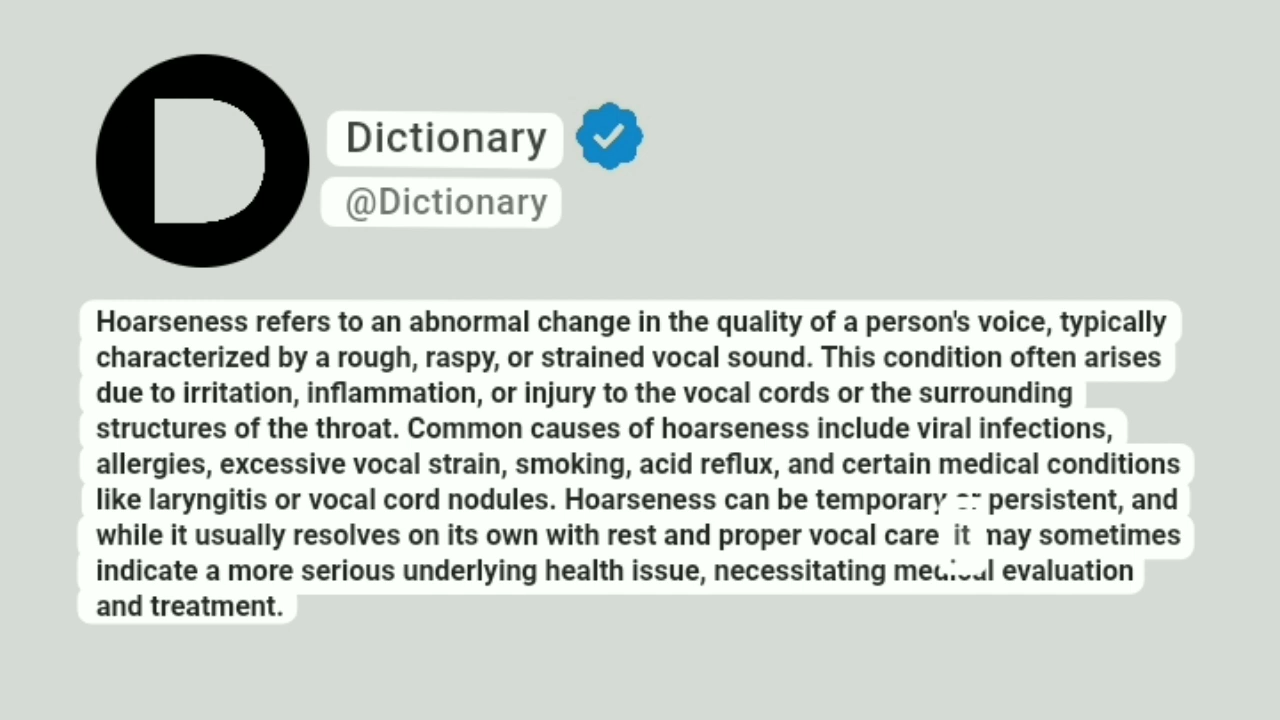 D
Dictionary
@Dictionary
Hoarseness refers to an abnormal change in the quality of a person's voice, typically
characterized by a rough, raspy, or strained vocal sound. This condition often arises
due to irritation, inflammation, or injury to the vocal cords or the surrounding
structures of the throat. Common causes of hoarseness include viral infections,
allergies, excessive vocal strain, smoking, acid reflux, and certain medical conditions
like laryngitis or vocal cord nodules. Hoarseness can be temporary persistent, and
while it usually resolves on its own with rest and proper vocal care it may sometimes
indicate a more serious underlying health issue, necessitating medical evaluation
and treatment.